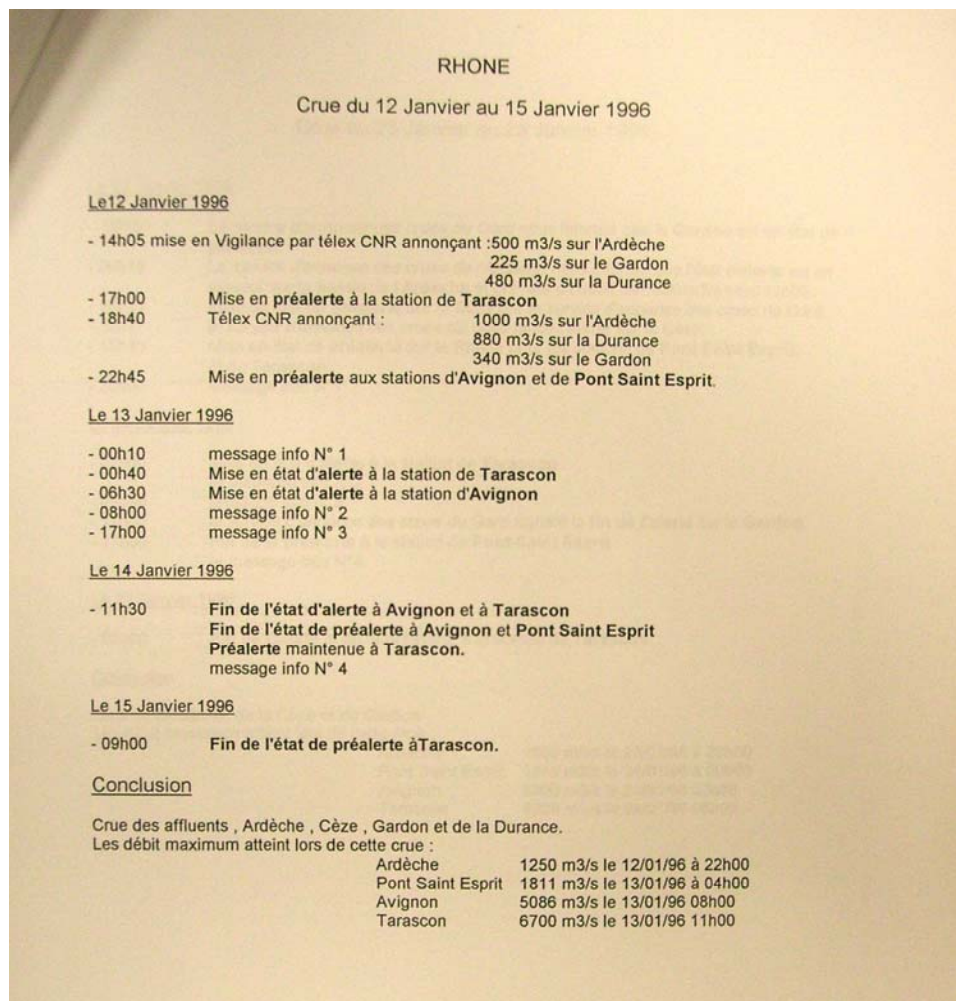 RHONE
Crue du 12 Janvier au 15 Janvier 1996
Le12 Janvier 1996
- 14h05 mise en Vigilance par télex CNR annonçant :500 m3/s sur l'Ardèche
225 m3/s sur le Gardon
480 m3/s sur la Durance
- 17h00 Mise en préalerte à la station de Tarascon
- 18h40 Télex CNR annonçant : 1000 m3/s sur l'Ardèche
880 m3/s sur la Durance
340 m3/s sur le Gardon
- 22h45 Mise en préalerte aux stations d'Avignon et de Pont Saint Esprit.
Le 13 Janvier 1996
- 00h10 message info N° 1
- 00h40 Mise en état d'alerte à la station de Tarascon
- 06h30 Mise en état d'alerte à la station d'Avignon
- 08h00 message info N° 2
- 17h00 message info N° 3
Le 14 Janvier 1996
- 11h30 Fin de l'état d'alerte à Avignon et à Tarascon
Fin de l'état de préalerte à Avignon et Pont Saint Esprit
Préalerte maintenue à Tarascon.
message info N° 4
Le 15 Janvier 1996
- 09h00 Fin de l'état de préalerte àTarascon.
Conclusion
Crue des affluents , Ardèche , Cèze , Gardon et de la Durance.
Les débit maximum atteint lors de cette crue :
Ardèche 1250 m3/s le 12/01/96 à 22h00
Pont Saint Esprit 1811 m3/s le 13/01/96 à 04h00
Avignon 5086 m3/s le 13/01/96 08h00
Tarascon 6700 m3/s le 13/01/96 11h00